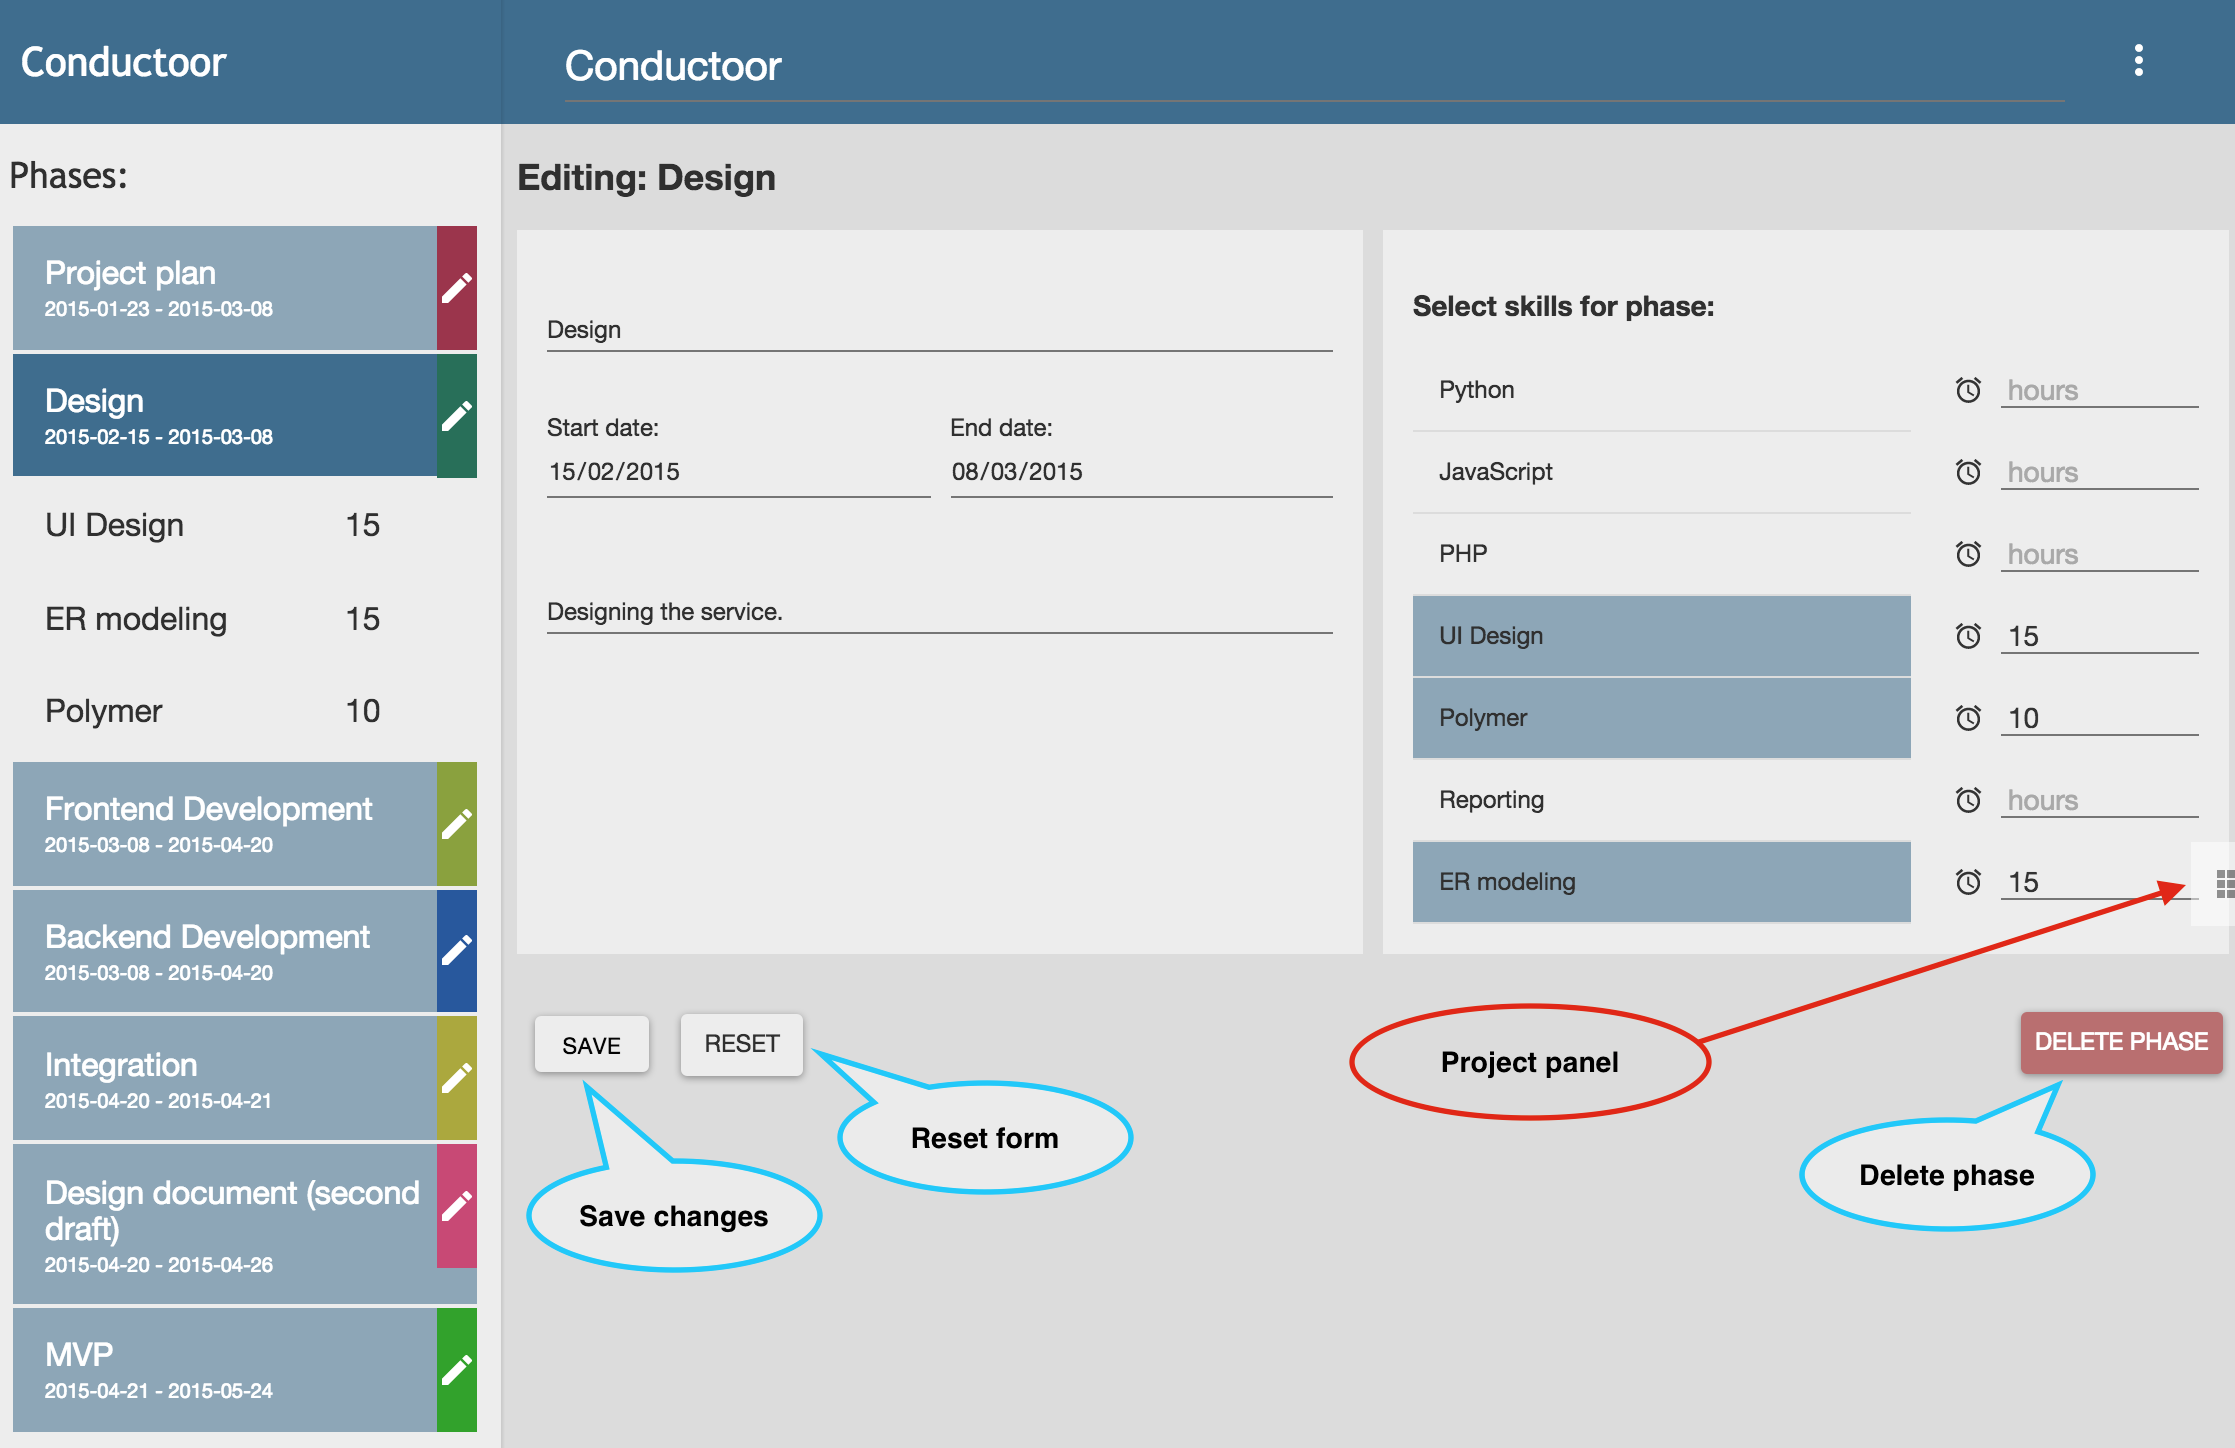 Conductoor
Conductoor
Phases:
Project plan
2015-01-23 - 2015-03-08
Design
2015-02-15 - 2015-03-08
UI Design 15
ER modeling 15
Polymer 10
Frontend Development
2015-03-08 - 2015-04-20
Backend Development
2015-03-08 - 2015-04-20
Integration
2015-04-20 - 2015-04-21
Design document (second
draft)
2015-04-20 - 2015-04-26
MVP
2015-04-21 - 2015-05-24
Editing: Design
Design
Start date: End date:
15/02/2015 08/03/2015
Designing the service.
Select skills for phase:
Python hours
JavaScript hours
PHP hours
UI Design 15
Polymer 10
Reporting hours
ER modeling 15
SAVE RESET DELETE PHASE
Project panel
Reset form
Save changes
Delete phase